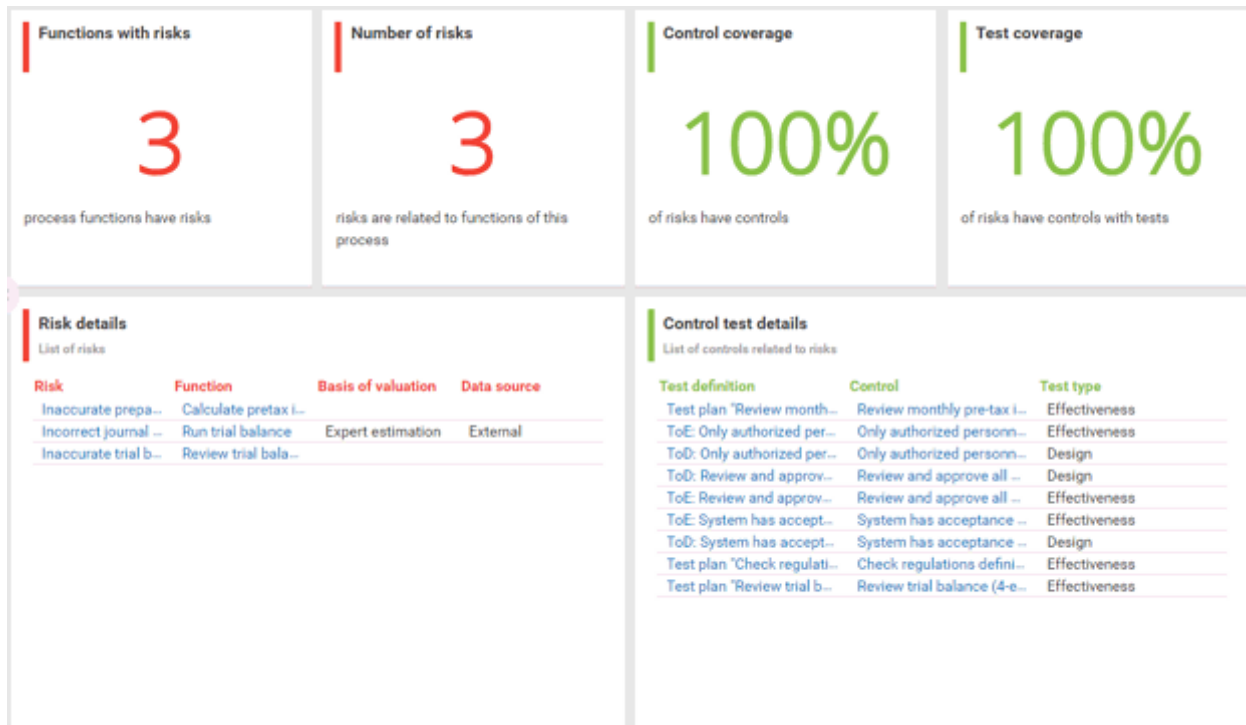 Functions with risks
3
process functions have risks
Number of risks
3
risks are related to functions of this
process
Control coverage
100%
of risks have controls
Test coverage
100%
of risks have controls with tests
Risk details
List of risks
Risk Function Basis of valuation Data source
Inaccurate prepa... Calculate pretax i...
Incorrect journal ... Run trial balance Expert estimation External
Inaccurate trial b... Review trial bala...
Control test details
List of controls related to risks
Test definition Control Test type
Test plan "Review month... Review monthly pre-tax i... Effectiveness
ToE: Only authorized per... Only authorized personn... Effectiveness
ToD: Only authorized per... Only authorized personn... Design
ToD: Review and approv... Review and approve all ... Design
ToE: Review and approv... Review and approve all ... Effectiveness
ToE: System has accept... System has acceptance ... Effectiveness
ToD: System has accept... System has acceptance ... Design
Test plan "Check regulati... Check regulations defini... Effectiveness
Test plan "Review trial b... Review trial balance (4-e... Effectiveness